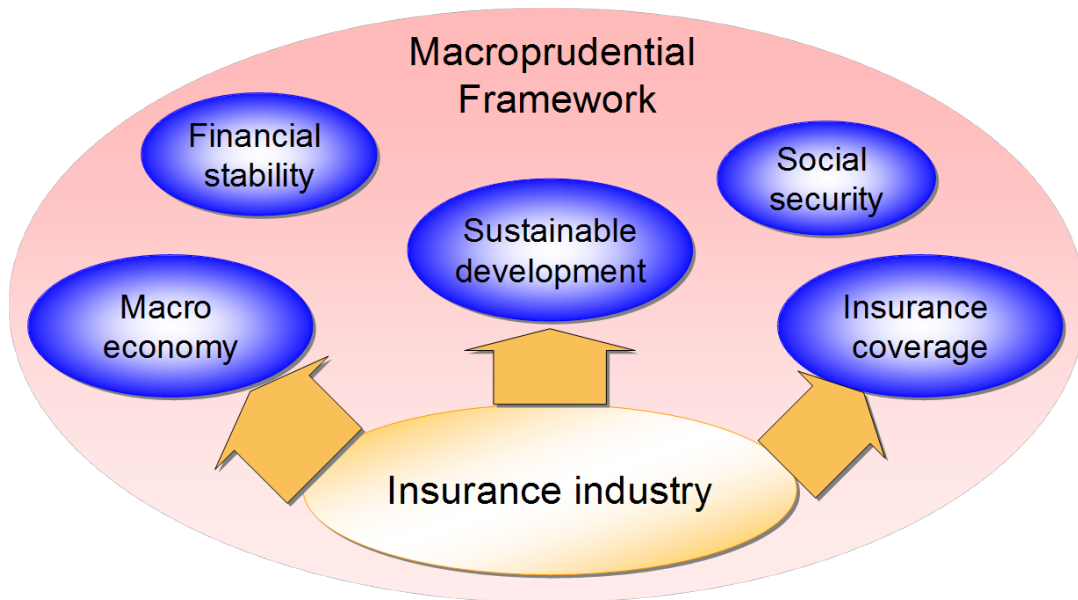 Macroprudential
Framework
Financial
stability
Social
security
Sustainable
development
Macro
economy
Insurance
coverage
Insurance industry